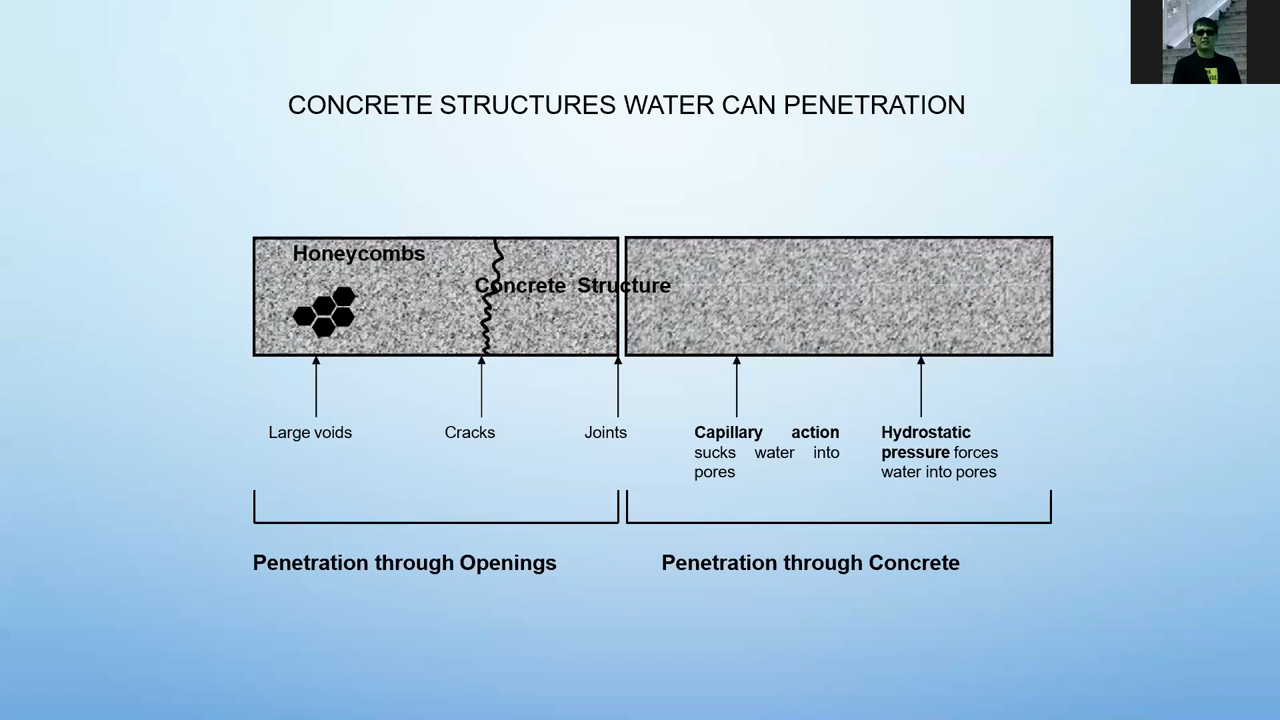 CONCRETE STRUCTURES WATER CAN PENETRATION
Honeycombs
Concrete Structure
Large voids
Cracks
Joints
Capillary action
sucks water into
pores
Hydrostatic
pressure forces
water into pores
Penetration through Openings
Penetration through Concrete